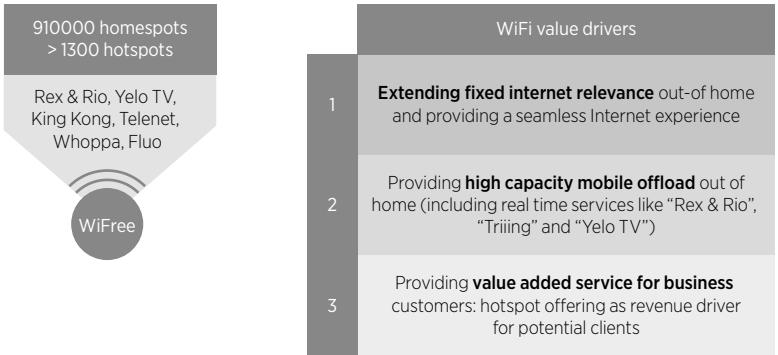 910000 homespots
> 1300 hotspots
Rex & Rio, Yelo TV,
King Kong, Telenet,
Whoppa, Fluo
WiFree
WiFi value drivers
1
Extending fixed internet relevance out-of home
and providing a seamless Internet experience
2
Providing high capacity mobile offload out of
home (including real time services like “Rex & Rio”,
“Triiing” and “Yelo TV”)
3
Providing value added service for business
customers: hotspot offering as revenue driver
for potential clients